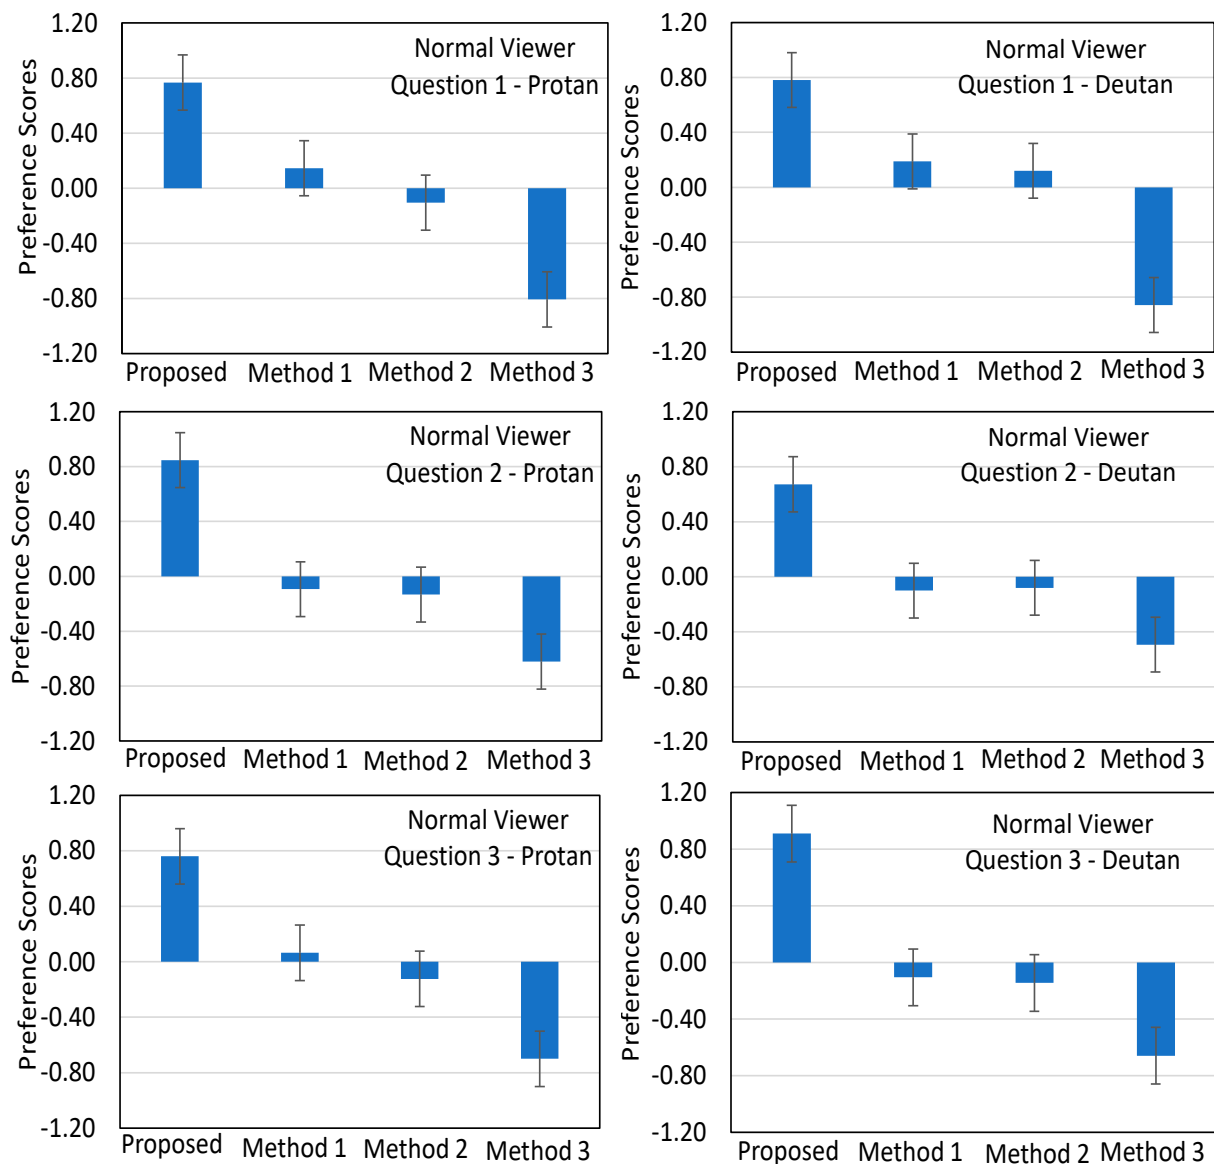 1.20
0.80
0.40
0.00
-0.40
-0.80
-1.20
Preference Scores
Normal Viewer
Question 1 - Protan
Proposed Method 1 Method 2 Method 3
1.20
0.80
0.40
0.00
-0.40
-0.80
-1.20
Preference Scores
Normal Viewer
Question 1 - Deutan
Proposed Method 1 Method 2 Method 3
1.20
0.80
0.40
0.00
-0.40
-0.80
-1.20
Preference Scores
Normal Viewer
Question 2 - Protan
Proposed Method 1 Method 2 Method 3
1.20
0.80
0.40
0.00
-0.40
-0.80
-1.20
Preference Scores
Normal Viewer
Question 2 - Deutan
Proposed Method 1 Method 2 Method 3
1.20
0.80
0.40
0.00
-0.40
-0.80
-1.20
Preference Scores
Normal Viewer
Question 3 - Protan
Proposed Method 1 Method 2 Method 3
1.20
0.80
0.40
0.00
-0.40
-0.80
-1.20
Preference Scores
Normal Viewer
Question 3 - Deutan
Proposed Method 1 Method 2 Method 3